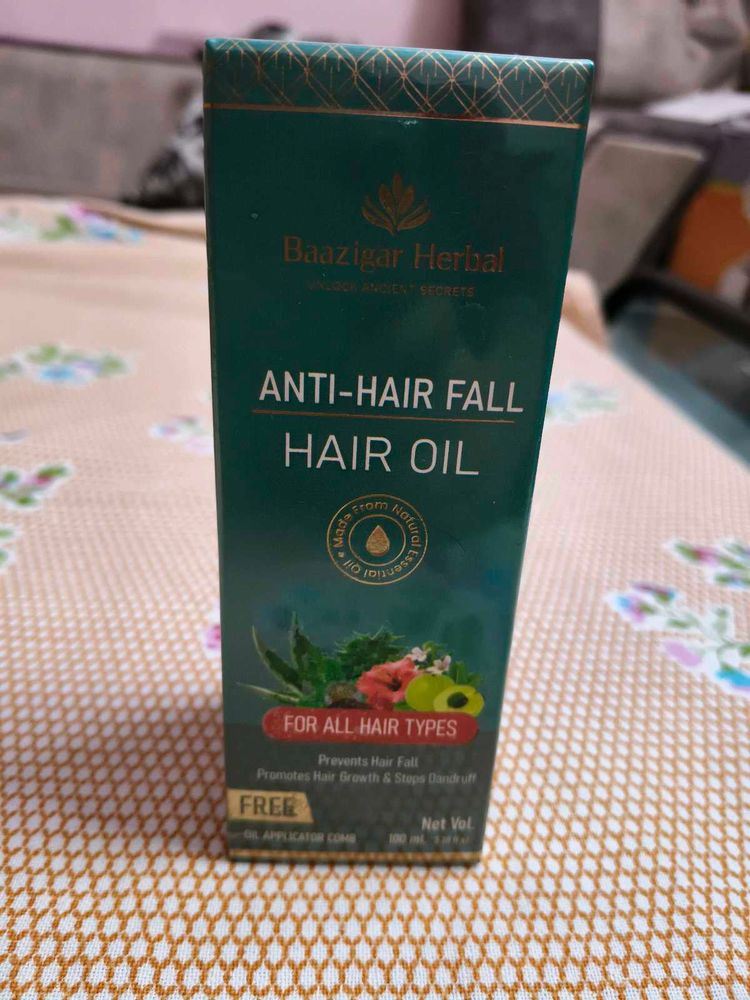 Baazigar Herbal
UNLOCK ANCIENT SECRETS
ANTI-HAIR FALL
HAIR OIL
Made From Natural Essential Oil
FOR ALL HAIR TYPES
Prevents Hair Fall
Promotes Hair Growth & Stops Dandruff
FREE
OIL APPLICATOR COMB
Net Vol.
100 ml.